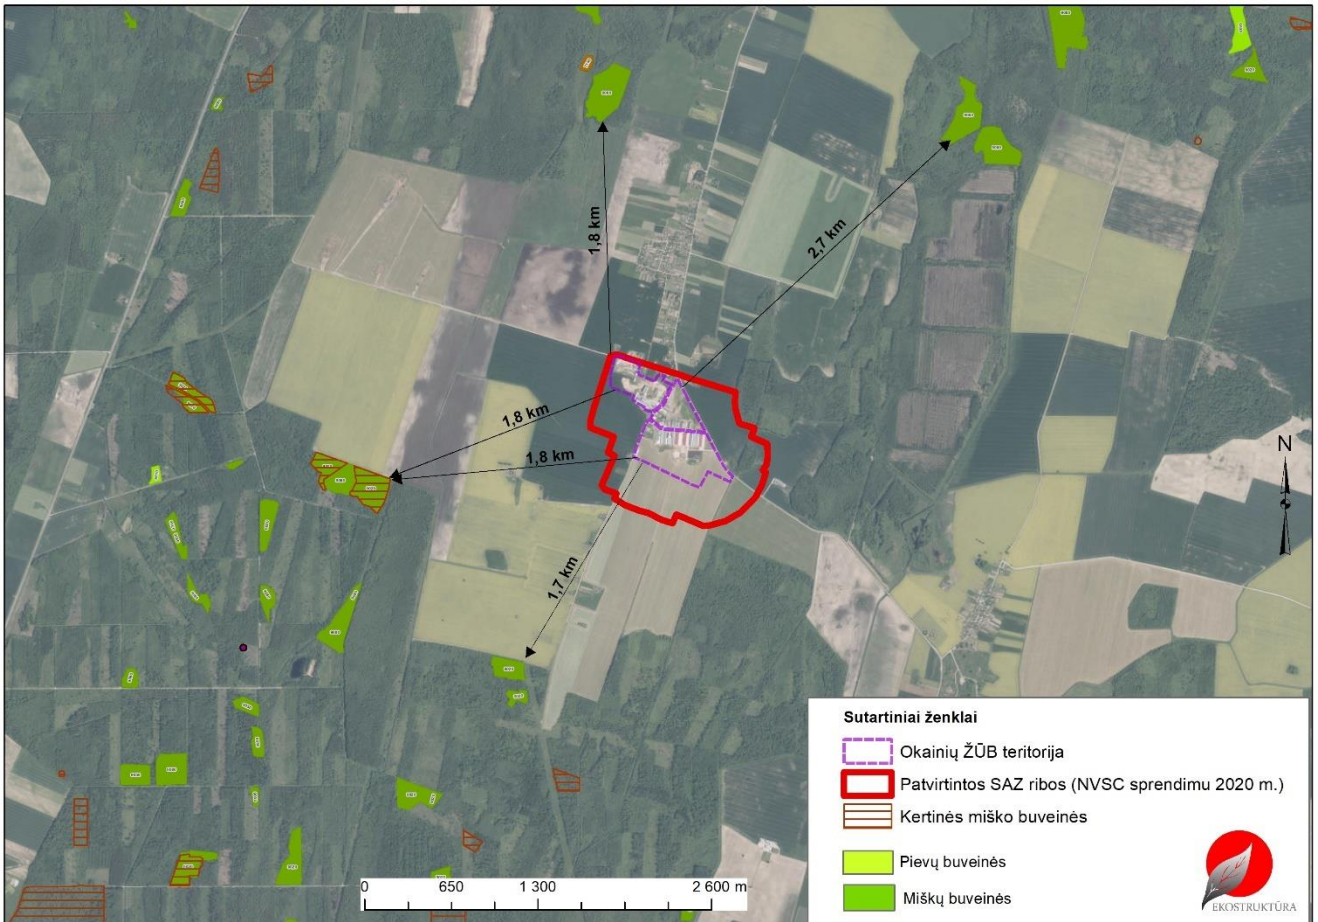 1,8 km
2,7 km
1,8 km
1,8 km
1,7 km
N
Sutartiniai ženklai
Okainių ŽŪB teritorija
Patvirtintos SAZ ribos (NVSC sprendimu 2020 m.)
Kertinės miško buveinės
Pievų buveinės
Miškų buveinės
EKOSTRUKTŪRA
0 650 1 300 2 600 m